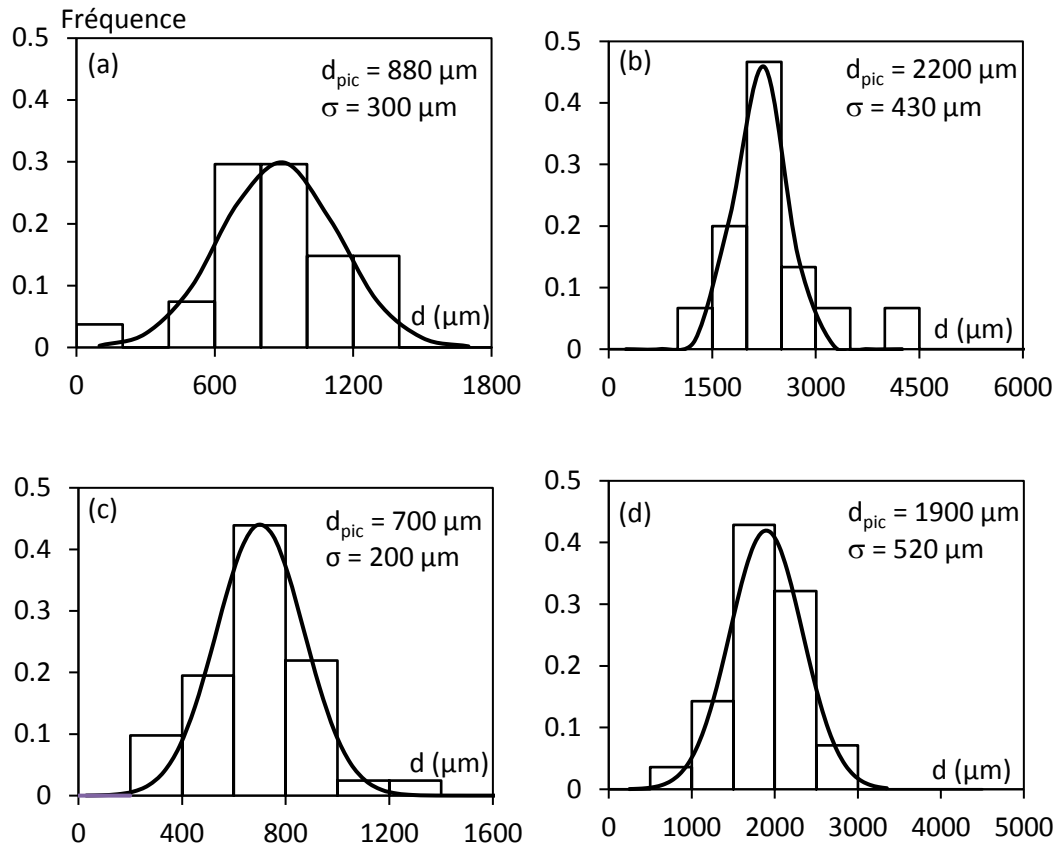 Fréquence
(a)
d_pic = 880 µm
σ = 300 µm
0.5
0.4
0.3
0.2
0.1
0
d (µm)
0 600 1200 1800
(b)
d_pic = 2200 µm
σ = 430 µm
0.5
0.4
0.3
0.2
0.1
0
d (µm)
0 1500 3000 4500 6000
(c)
d_pic = 700 µm
σ = 200 µm
0.5
0.4
0.3
0.2
0.1
0
d (µm)
0 400 800 1200 1600
(d)
d_pic = 1900 µm
σ = 520 µm
0.5
0.4
0.3
0.2
0.1
0
d (µm)
0 1000 2000 3000 4000 5000